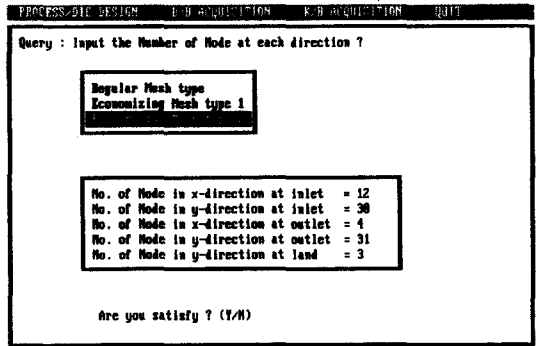 PROCESS/DIE DESIGN D/B ACQUISITION K/B ACQUISITION QUIT
Query : Input the Number of Node at each direction ?
Regular Mesh type
Economizing Mesh type 1
No. of Node in x-direction at inlet = 12
No. of Node in y-direction at inlet = 30
No. of Node in x-direction at outlet = 4
No. of Node in y-direction at outlet = 31
No. of Node in y-direction at land = 3
Are you satisfy ? (Y/N)